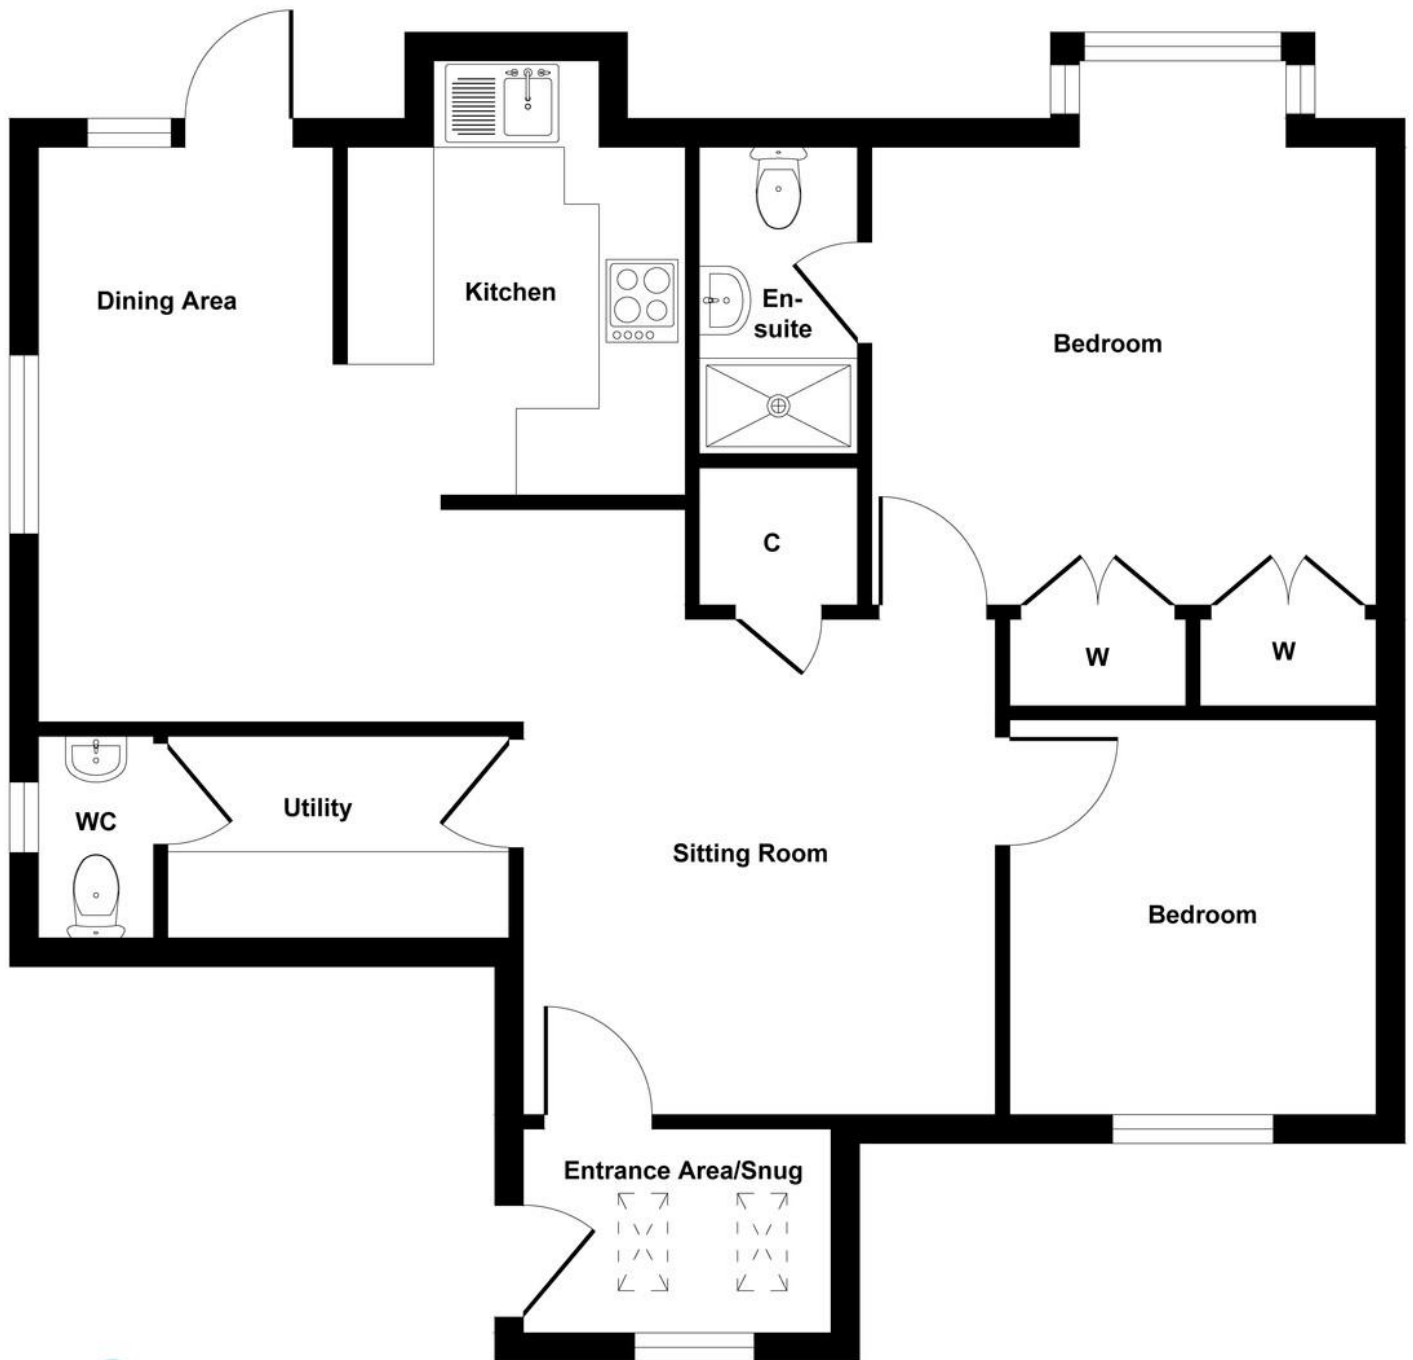 Dining Area
Kitchen
En-
suite
Bedroom
C
W
W
WC
Utility
Sitting Room
Bedroom
Entrance Area/Snug